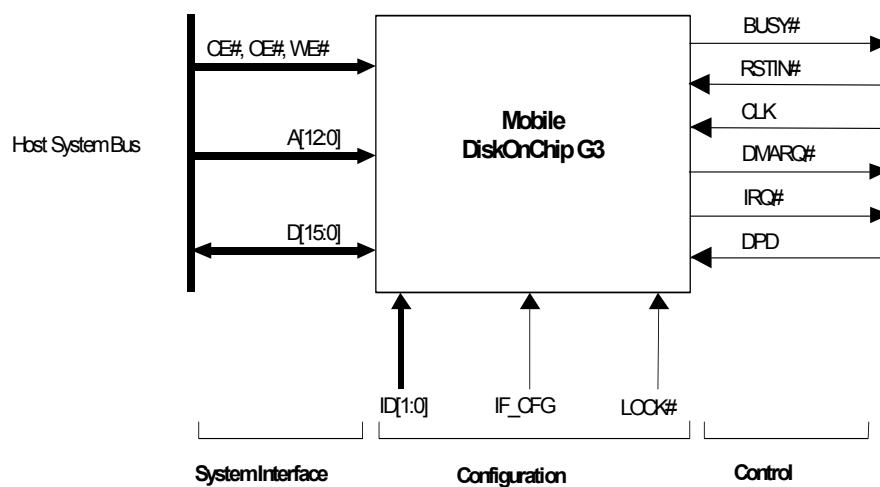 CE#, OE#, WE#
BUSY#
RSTIN#
Host System Bus
A[12:0]
Mobile
DiskOnChip G3
CLK
DMARQ#
D[15:0]
IRQ#
DPD
ID[1:0]
IF_CFG
LOCK#
System Interface
Configuration
Control